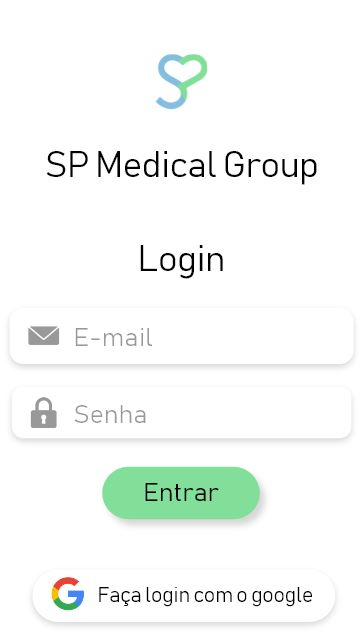 SP Medical Group
Login
E-mail
Senha
Entrar
Faça login com o google